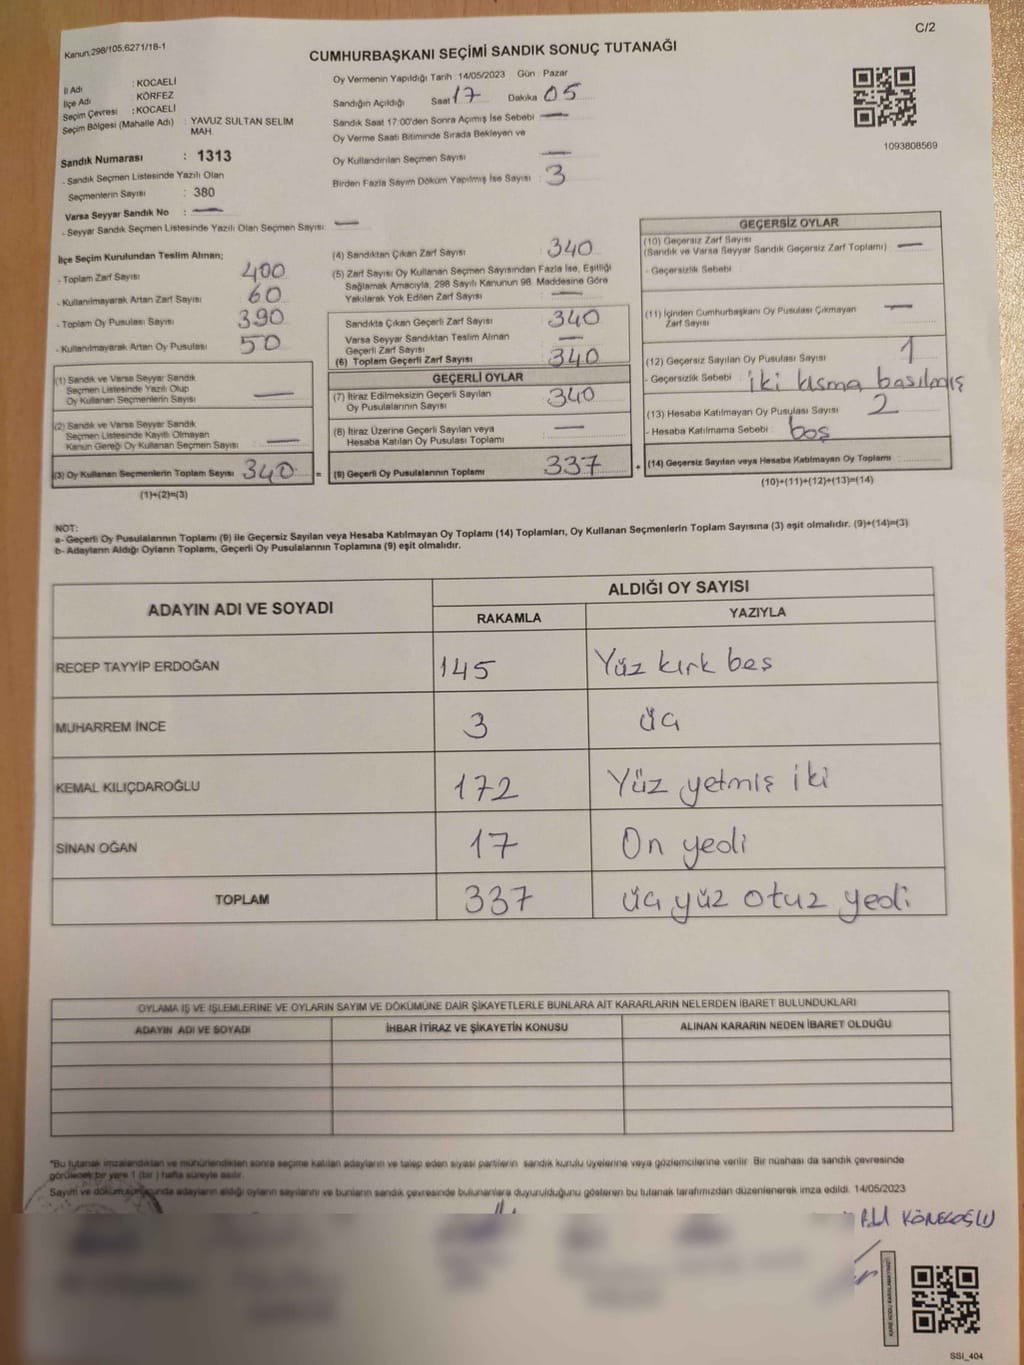 Kanun.298/105,6271/18-1
C/2
CUMHURBAŞKANI SEÇİMİ SANDIK SONUÇ TUTANAĞI
İl Adı : KOCAELİ
İlçe Adı : KÖRFEZ
Seçim Çevresi : KOCAELİ
Seçim Bölgesi (Mahalle Adı) : YAVUZ SULTAN SELİM MAH.
Sandık Numarası : 1313
- Sandık Seçmen Listesinde Yazılı Olan
Seçmenlerin Sayısı : 380
Varsa Seyyar Sandık No : —
- Seyyar Sandık Seçmen Listesinde Yazılı Olan Seçmen Sayısı: —
Oy Vermenin Yapıldığı Tarih : 14/05/2023 Gün : Pazar
Sandığın Açıldığı Saat 17 Dakika 05
Sandık Saat 17:00'den Sonra Açımış İse Sebebi —
Oy Verme Saati Bitiminde Sırada Bekleyen ve
Oy Kullandırılan Seçmen Sayısı —
Birden Fazla Sayım Döküm Yapılmış İse Sayısı : 3
1093808569
İlçe Seçim Kurulundan Teslim Alınan;
- Toplam Zarf Sayısı 400
- Kullanılmayarak Artan Zarf Sayısı 60
- Toplam Oy Pusulası Sayısı 390
- Kullanılmayarak Artan Oy Pusulası 50
(1) Sandık ve Varsa Seyyar Sandık
Seçmen Listesinde Yazılı Olup
Oy Kullanan Seçmenlerin Sayısı —
(2) Sandık ve Varsa Seyyar Sandık
Seçmen Listesinde Kayıtlı Olmayan
Kanun Gereği Oy Kullanan Seçmen Sayısı —
(3) Oy Kullanan Seçmenlerin Toplam Sayısı 340 =
(1)+(2)=(3)
(4) Sandıktan Çıkan Zarf Sayısı : 340
(5) Zarf Sayısı Oy Kullanan Seçmen Sayısından Fazla İse, Eşitliği
Sağlamak Amacıyla, 298 Sayılı Kanunun 98. Maddesine Göre
Yakılarak Yok Edilen Zarf Sayısı : —
Sandıkta Çıkan Geçerli Zarf Sayısı : 340
Varsa Seyyar Sandıktan Teslim Alınan
Geçerli Zarf Sayısı : —
(6) Toplam Geçerli Zarf Sayısı : 340
GEÇERLİ OYLAR
(7) İtiraz Edilmeksizin Geçerli Sayılan
Oy Pusulalarının Sayısı : 340
(8) İtiraz Üzerine Geçerli Sayılan veya
Hesaba Katılan Oy Pusulası Toplamı : —
(9) Geçerli Oy Pusulalarının Toplamı : 337 +
GEÇERSİZ OYLAR
(10) Geçersiz Zarf Sayısı
(Sandık ve Varsa Seyyar Sandık Geçersiz Zarf Toplamı) : —
- Geçersizlik Sebebi :
(11) İçinden Cumhurbaşkanı Oy Pusulası Çıkmayan
Zarf Sayısı : —
(12) Geçersiz Sayılan Oy Pusulası Sayısı : 1
- Geçersizlik Sebebi : iki kısma basılmış
(13) Hesaba Katılmayan Oy Pusulası Sayısı : 2
- Hesaba Katılmama Sebebi : boş
(14) Geçersiz Sayılan veya Hesaba Katılmayan Oy Toplamı :
(10)+(11)+(12)+(13)=(14)
NOT:
a- Geçerli Oy Pusulalarının Toplamı (9) ile Geçersiz Sayılan veya Hesaba Katılmayan Oy Toplamı (14) Toplamları, Oy Kullanan Seçmenlerin Toplam Sayısına (3) eşit olmalıdır. (9)+(14)=(3)
b- Adayların Aldığı Oyların Toplamı, Geçerli Oy Pusulalarının Toplamına (9) eşit olmalıdır.
ADAYIN ADI VE SOYADI ALDIĞI OY SAYISI
RAKAMLA YAZIYLA
RECEP TAYYİP ERDOĞAN 145 Yüz kırk beş
MUHARREM İNCE 3 üç
KEMAL KILIÇDAROĞLU 172 Yüz yetmiş iki
SİNAN OĞAN 17 On yedi
TOPLAM 337 üç yüz otuz yedi
OYLAMA İŞ VE İŞLEMLERİNE VE OYLARIN SAYIM VE DÖKÜMÜNE DAİR ŞİKAYETLERLE BUNLARA AİT KARARLARIN NELERDEN İBARET BULUNDUKLARI
ADAYIN ADI VE SOYADI İHBAR İTİRAZ VE ŞİKAYETİN KONUSU ALINAN KARARIN NEDEN İBARET OLDUĞU
*Bu tutanak imzalandıktan ve mühürlendikten sonra seçime katılan adayların ve talep eden siyasi partilerin sandık kurulu üyelerine veya gözlemcilerine verilir. Bir nüshası da sandık çevresinde
görülecek bir yere 1 (bir) hafta süreyle asılır.
Sayım ve döküm sonucunda adayların aldığı oyların sayılarını ve bunların sandık çevresinde bulunanlara duyurulduğunu gösteren bu tutanak tarafımızdan düzenlenerek imza edildi. 14/05/2023
SSI_404